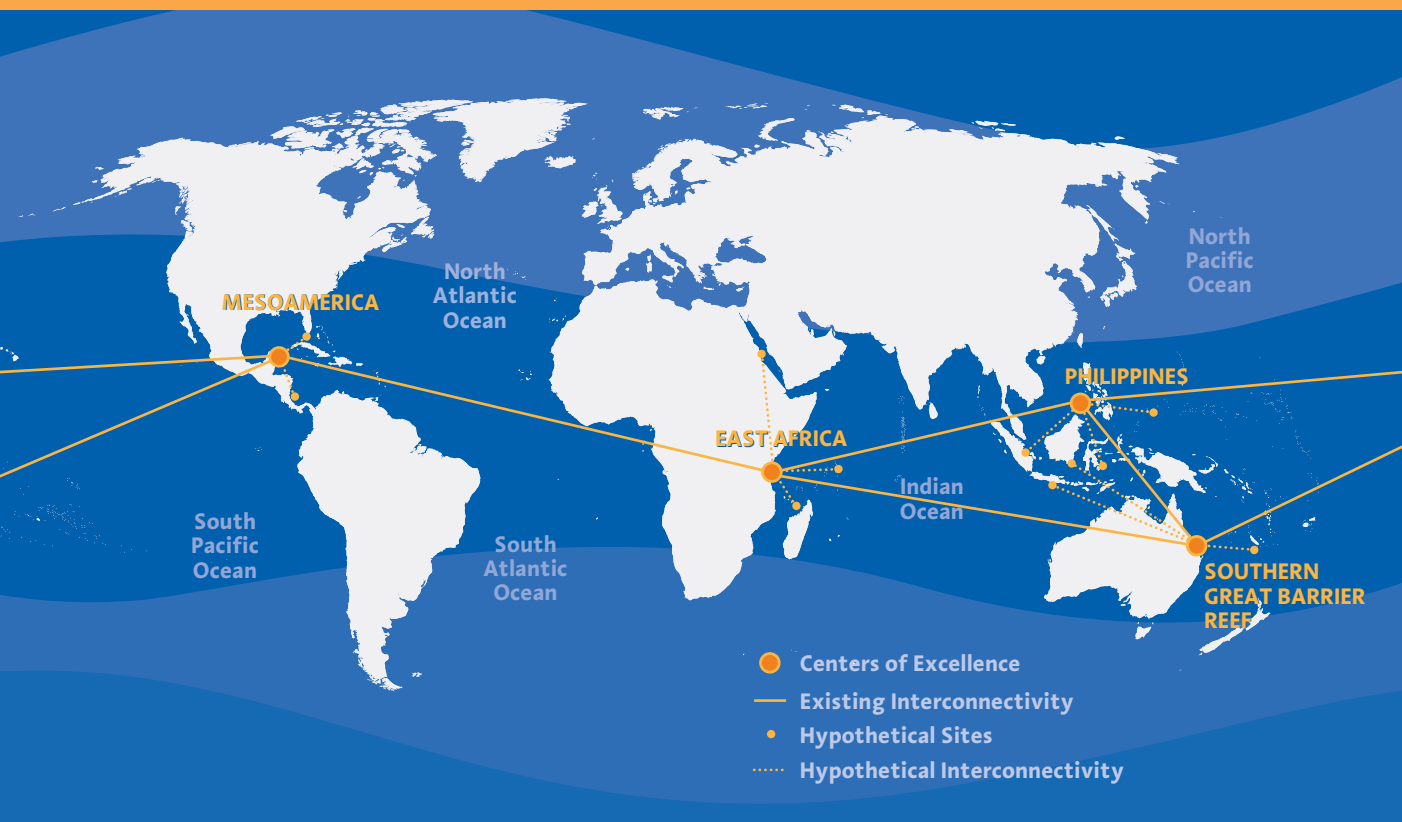 North
Pacific
Ocean
North
Atlantic
Ocean
MESOAMERICA
PHILIPPINES
EAST AFRICA
Indian
Ocean
South
Pacific
Ocean
South
Atlantic
Ocean
SOUTHERN
GREAT BARRIER
REEF
Centers of Excellence
Existing Interconnectivity
Hypothetical Sites
Hypothetical Interconnectivity